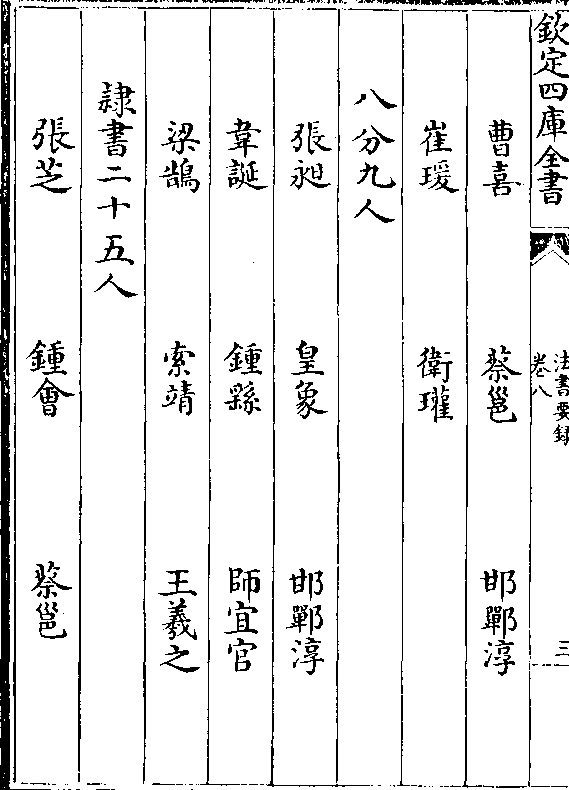 欽定四庫全書
法書要録
卷八
三
曹喜 蔡邕 邯鄲淳
崔瑗 衛瓘
八分九人
張昶 皇象 邯鄲淳
韋誕 鍾繇 師宜官
梁鵠 索靖 王羲之
隷書二十五人
張芝 鍾會 蔡邕